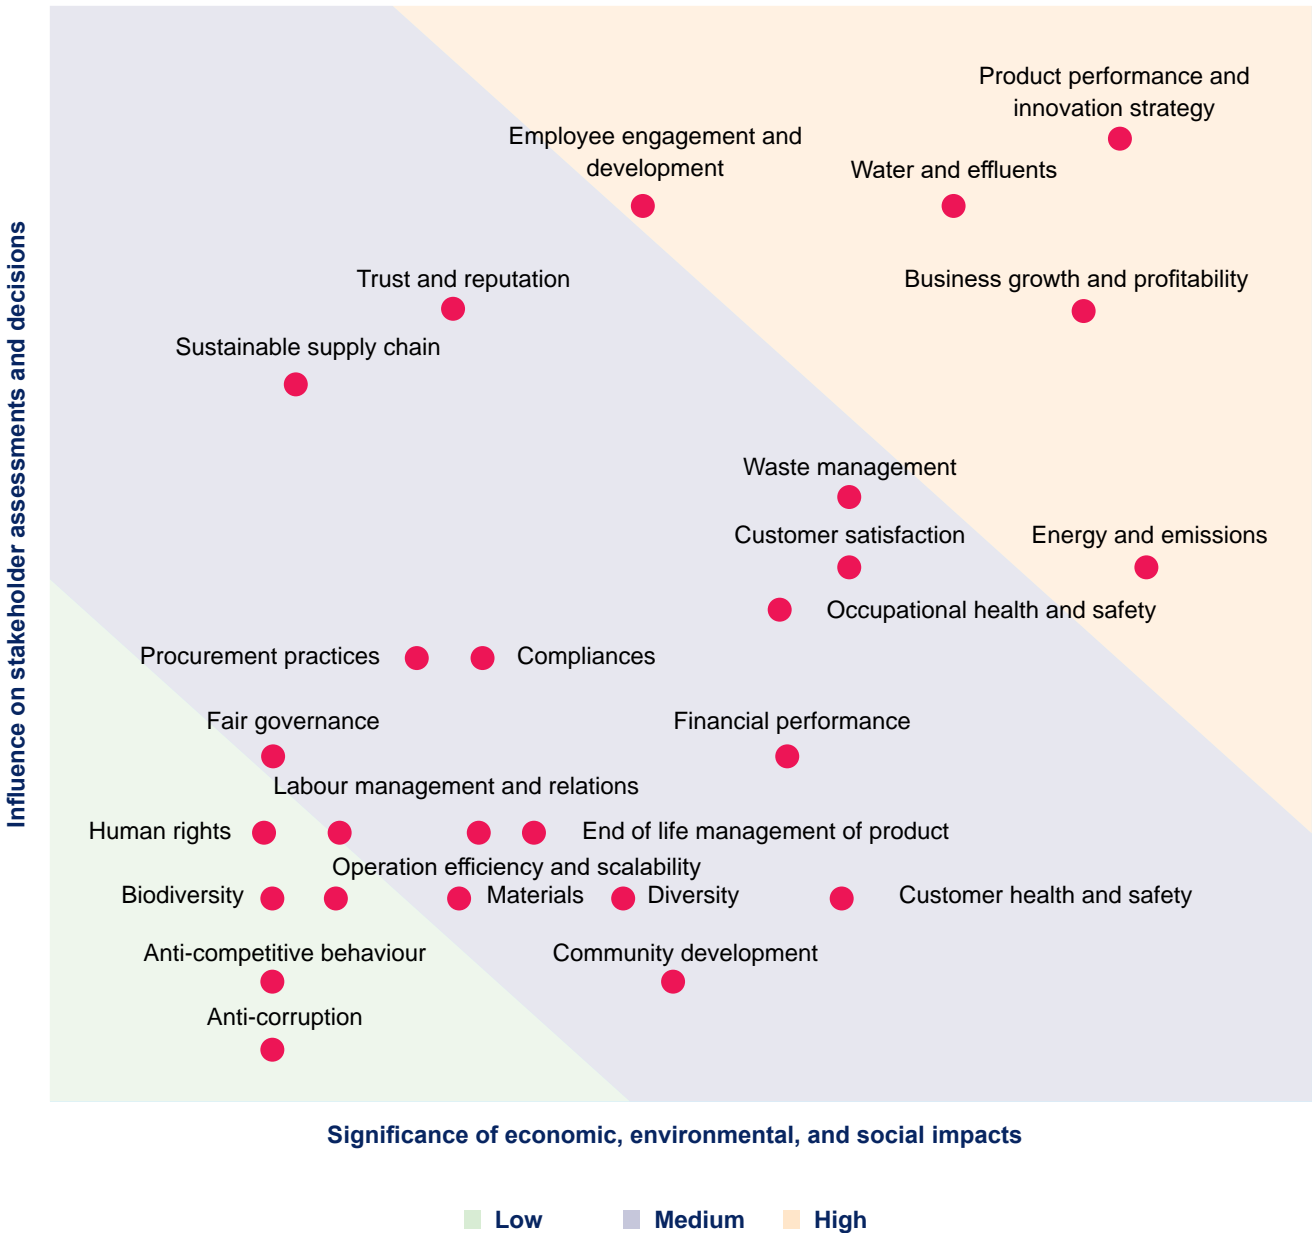 Product performance and
innovation strategy
Employee engagement and
development
Water and effluents
Trust and reputation
Business growth and profitability
Sustainable supply chain
Waste management
Customer satisfaction
Energy and emissions
Occupational health and safety
Procurement practices
Compliances
Fair governance
Financial performance
Labour management and relations
Human rights
End of life management of product
Operation efficiency and scalability
Biodiversity
Materials
Diversity
Customer health and safety
Anti-competitive behaviour
Community development
Anti-corruption
Influence on stakeholder assessments and decisions
Significance of economic, environmental, and social impacts
Low
Medium
High